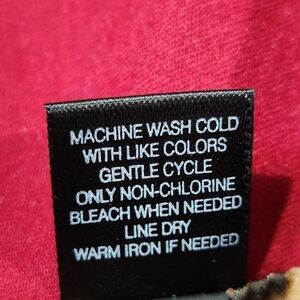 MACHINE WASH COLD
WITH LIKE COLORS
GENTLE CYCLE
ONLY NON-CHLORINE
BLEACH WHEN NEEDED
LINE DRY
WARM IRON IF NEEDED